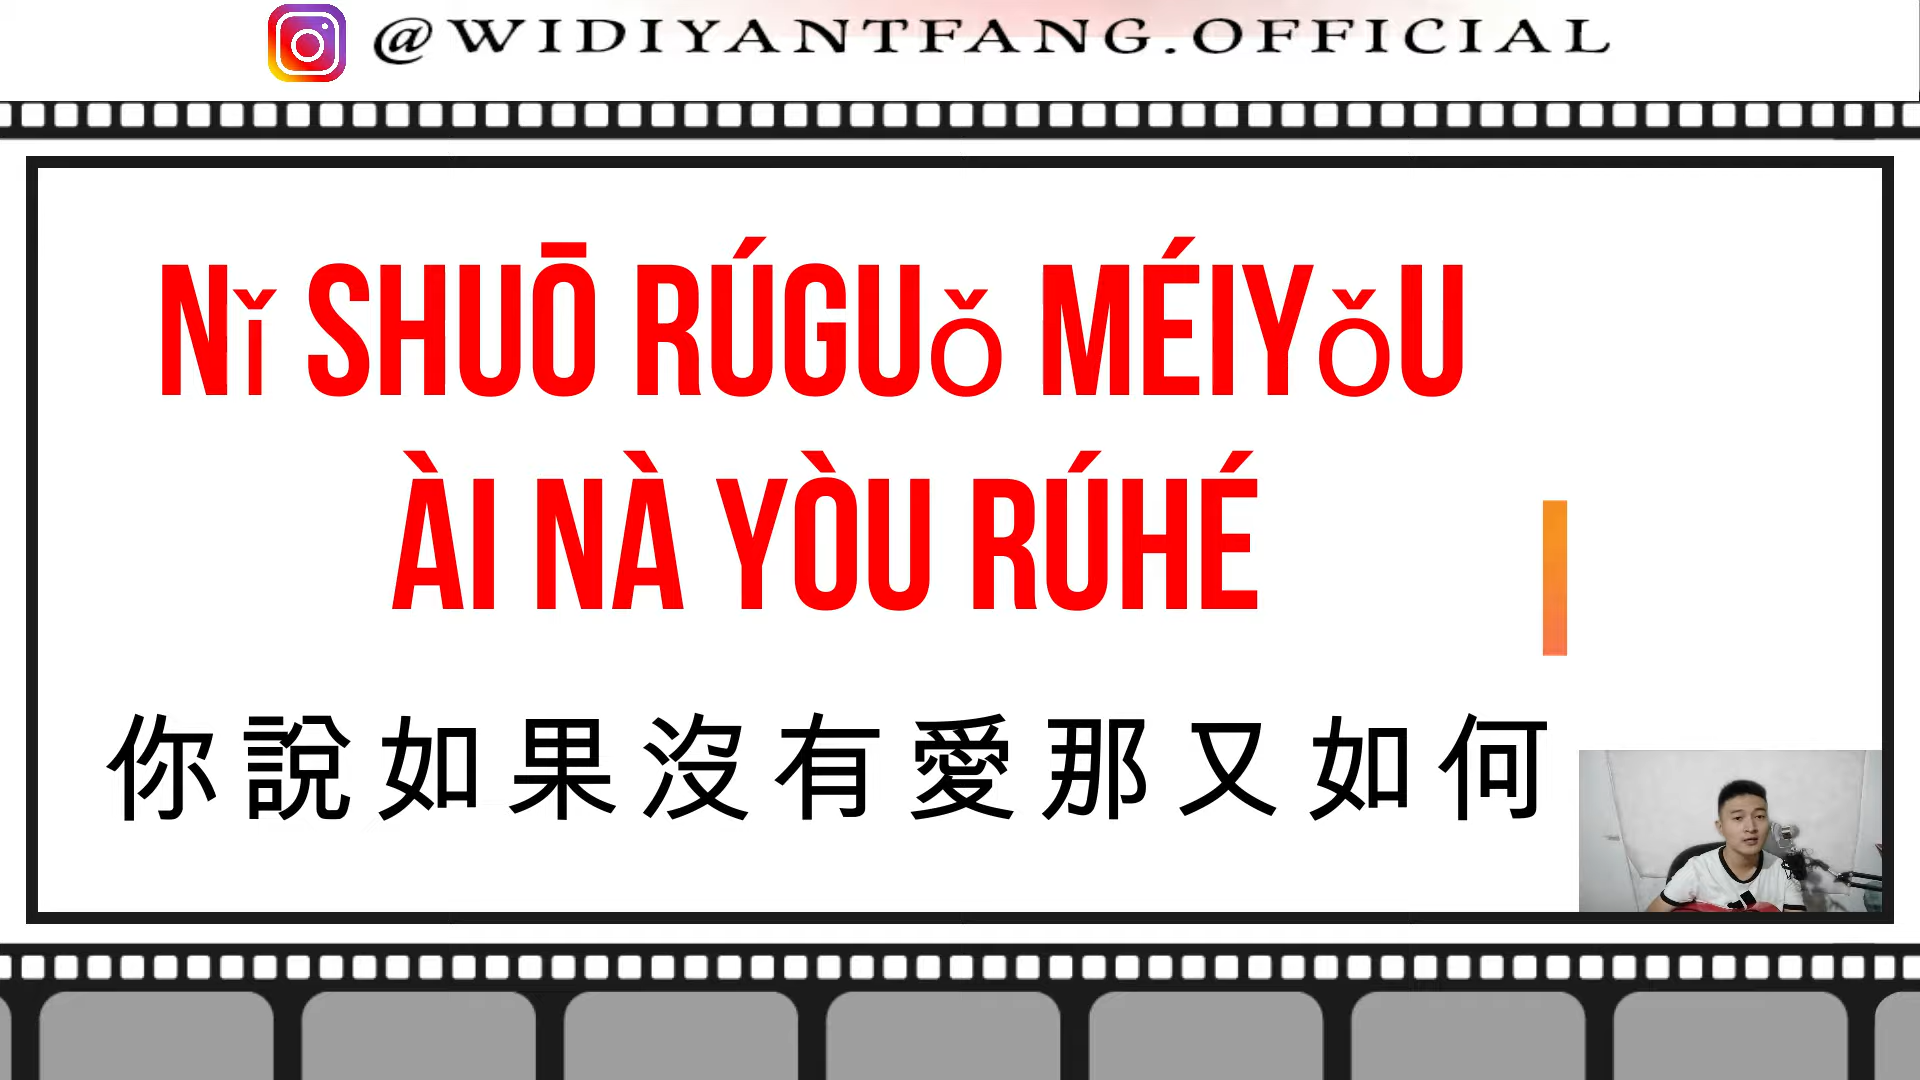 @WIDIYANTFANG.OFFICIAL
Nǐ SHUŌ RÚGUǒ MÉIYǒU
ÀI NÀ YÒU RÚHÉ
你說如果沒有愛那又如何